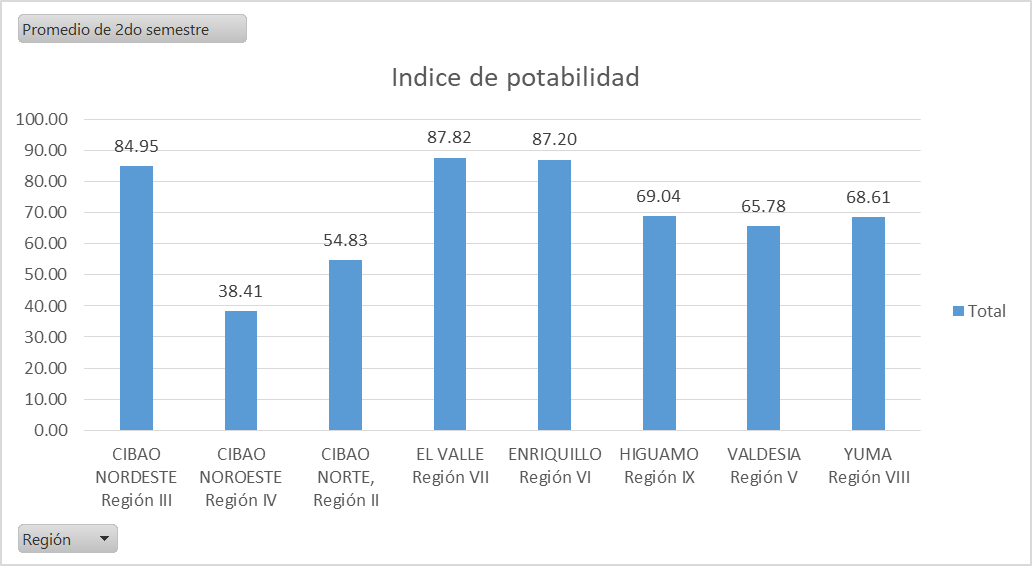 Promedio de 2do semestre
Indice de potabilidad
100.00
90.00
80.00
70.00
60.00
50.00
40.00
30.00
20.00
10.00
0.00
84.95
38.41
54.83
87.82
87.20
69.04
65.78
68.61
CIBAO
NORDESTE
Región III
CIBAO
NOROESTE
Región IV
CIBAO
NORTE,
Región II
EL VALLE
Región VII
ENRIQUILLO
Región VI
HIGUAMO
Región IX
VALDESIA
Región V
YUMA
Región VIII
Total
Región